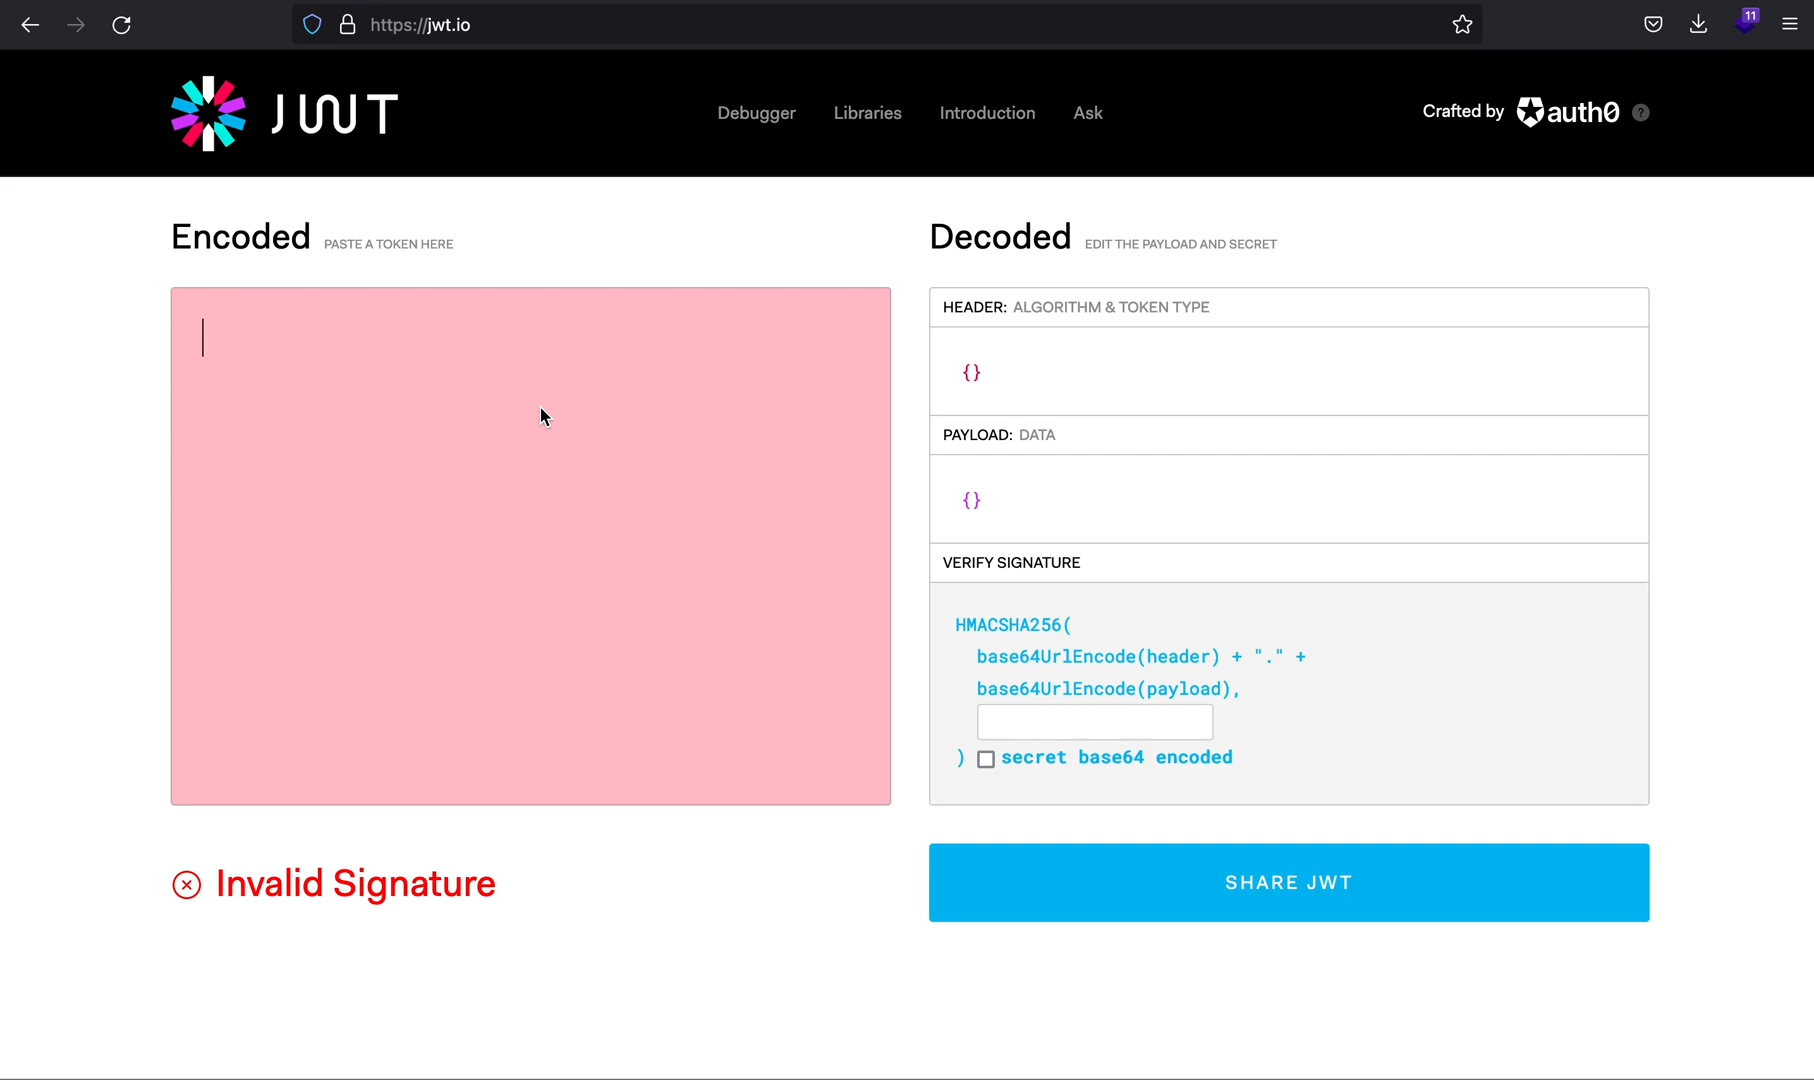 https://jwt.io
11
JWT
Debugger Libraries Introduction Ask
Crafted by auth0 ?
Encoded PASTE A TOKEN HERE
Decoded EDIT THE PAYLOAD AND SECRET
HEADER: ALGORITHM & TOKEN TYPE
{}
PAYLOAD: DATA
{}
VERIFY SIGNATURE
HMACSHA256(
base64UrlEncode(header) + "." +
base64UrlEncode(payload),
) secret base64 encoded
Invalid Signature
SHARE JWT